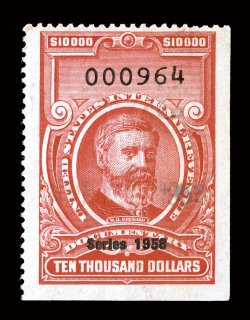 $10000 $10000
000964
UNITED STATES INTERNAL REVENUE
W.Q. GRESHAM
DOCUMENTARY
Series 1958
TEN THOUSAND DOLLARS